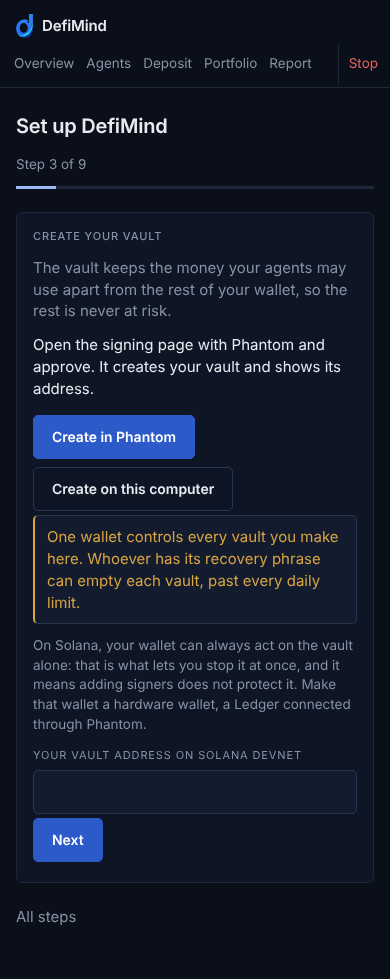 DefiMind
Overview Agents Deposit Portfolio Report Stop
Set up DefiMind
Step 3 of 9
CREATE YOUR VAULT
The vault keeps the money your agents may
use apart from the rest of your wallet, so the
rest is never at risk.
Open the signing page with Phantom and
approve. It creates your vault and shows its
address.
Create in Phantom
Create on this computer
One wallet controls every vault you make
here. Whoever has its recovery phrase
can empty each vault, past every daily
limit.
On Solana, your wallet can always act on the vault
alone: that is what lets you stop it at once, and it
means adding signers does not protect it. Make
that wallet a hardware wallet, a Ledger connected
through Phantom.
YOUR VAULT ADDRESS ON SOLANA DEVNET
Next
All steps